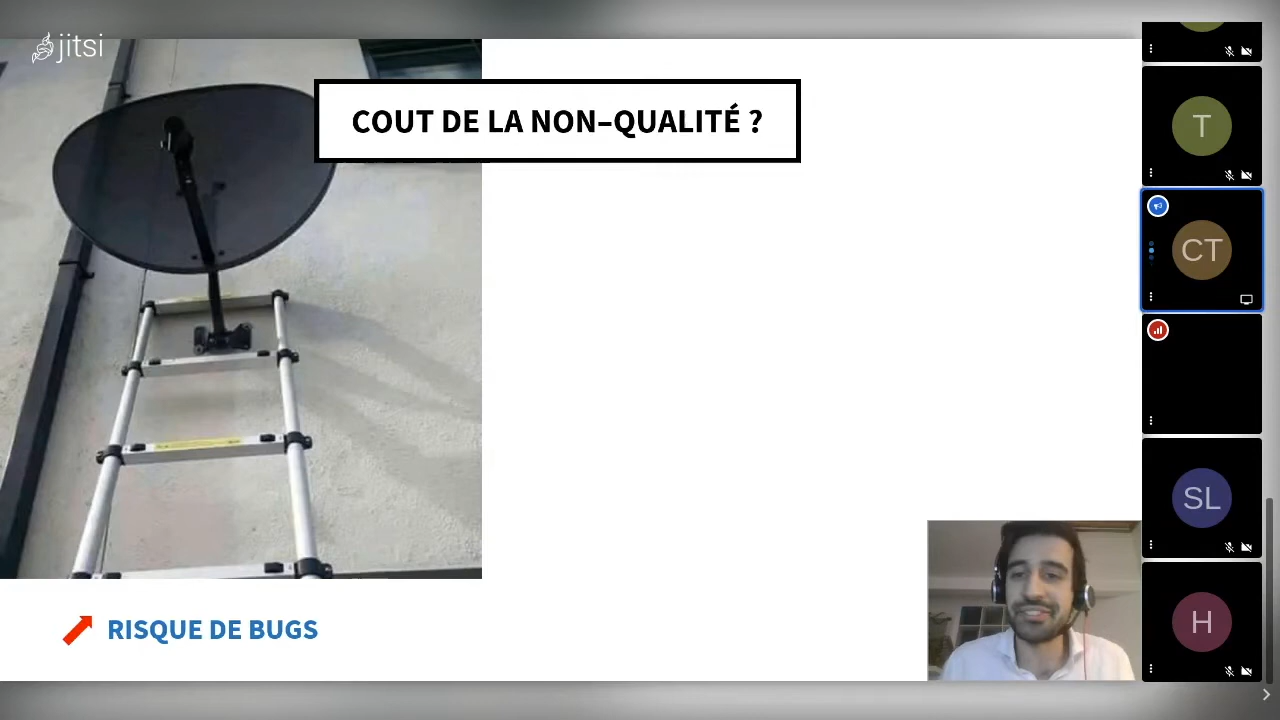 jitsi
COUT DE LA NON-QUALITÉ ?
T
CT
SL
H
RISQUE DE BUGS